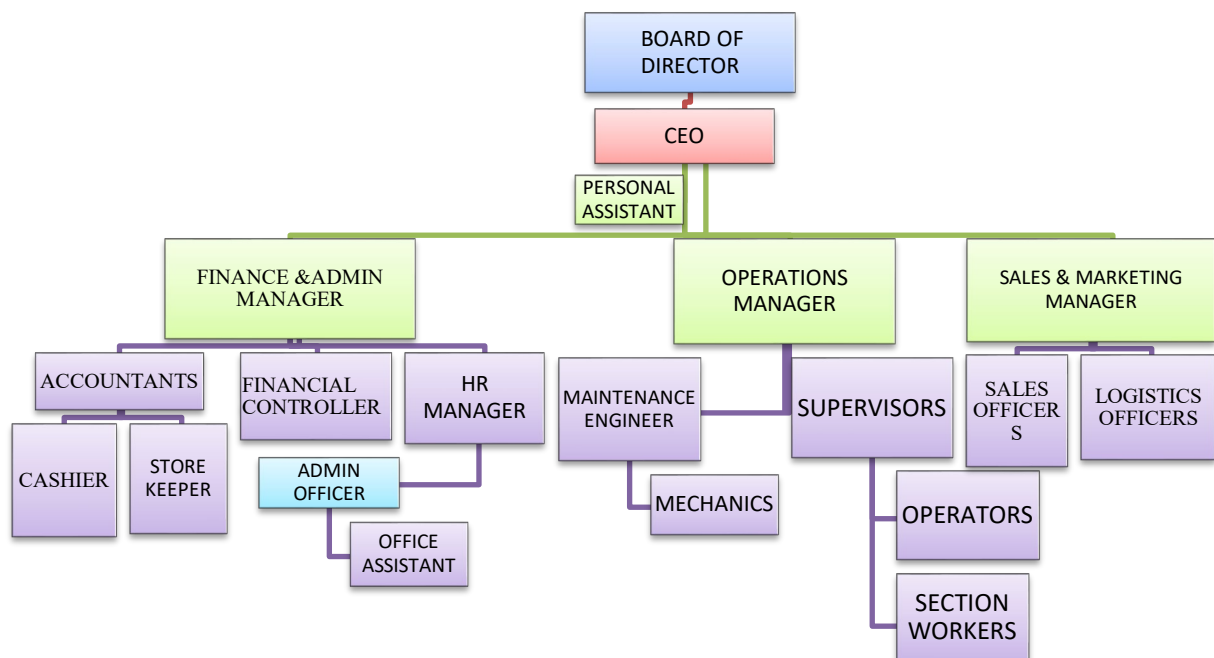 BOARD OF
DIRECTOR
CEO
PERSONAL
ASSISTANT
FINANCE &ADMIN
MANAGER
OPERATIONS
MANAGER
SALES & MARKETING
MANAGER
ACCOUNTANTS
FINANCIAL
CONTROLLER
HR
MANAGER
MAINTENANCE
ENGINEER
SUPERVISORS
SALES
OFFICER
S
LOGISTICS
OFFICERS
CASHIER
STORE
KEEPER
ADMIN
OFFICER
MECHANICS
OPERATORS
OFFICE
ASSISTANT
SECTION
WORKERS